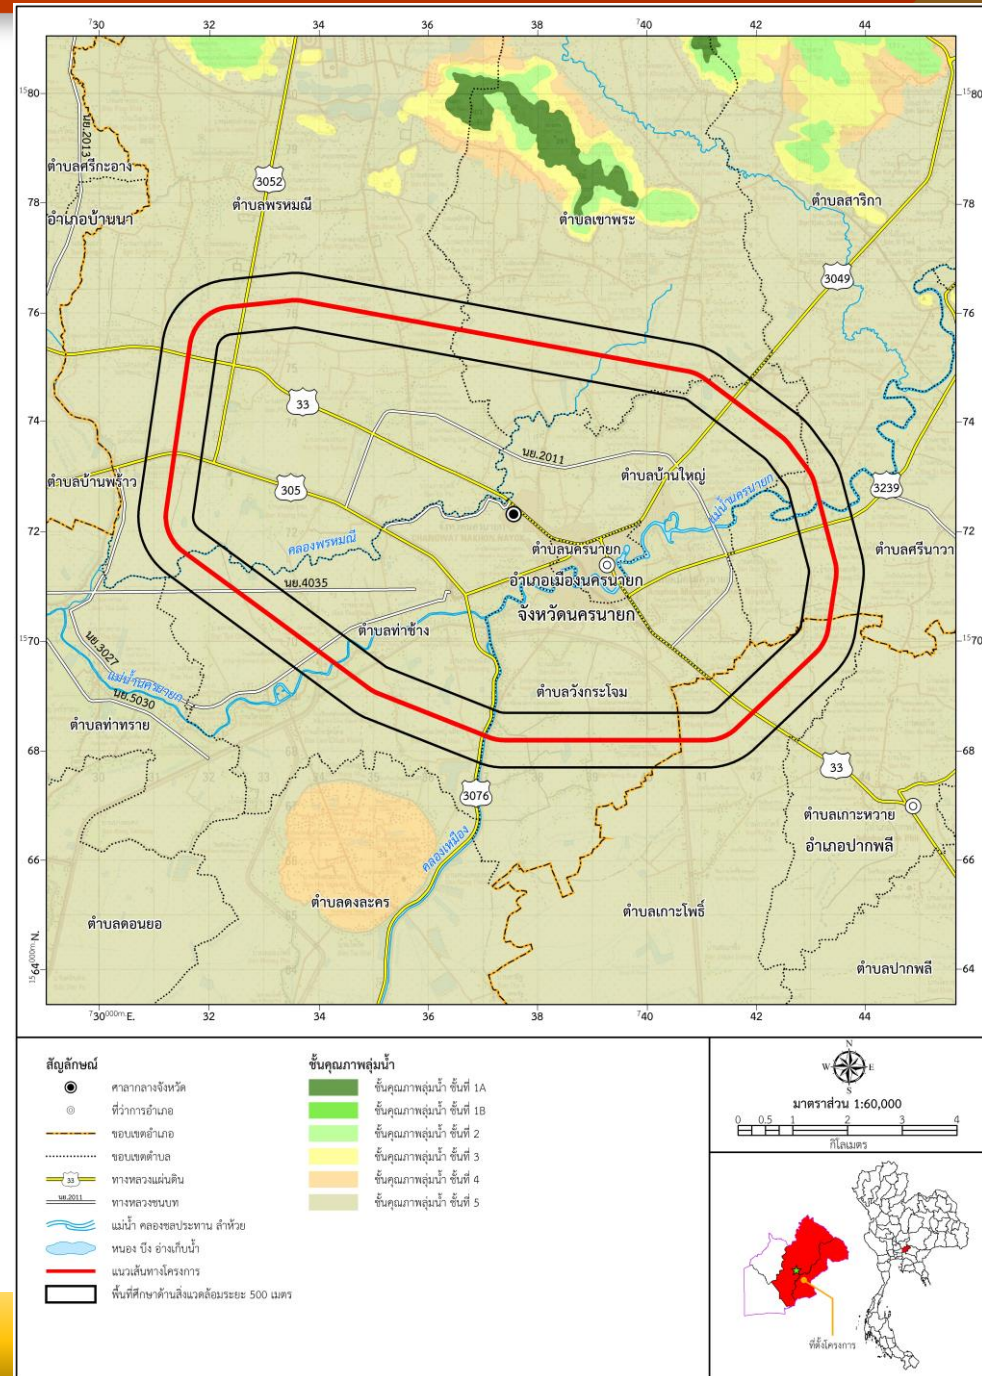 ⁷30 32 34 36 38 ⁷40 42 44
¹⁵80 ¹⁵80
นย.2013
ตำบลศรีกะอาง
3052
78 78
ตำบลพรหมณี ตำบลเขาพระ ตำบลสาริกา
อำเภอบ้านนา
3049
76 76
33
74 74
นย.2011
ตำบลบ้านใหญ่
ตำบลบ้านพร้าว
305
3239
แม่น้ำนครนายก
72 72
คลองพรหมณี
ตำบลนครนายก
ตำบลศรีนาวา
นย.4035
อำเภอเมืองนครนายก
จังหวัดนครนายก
ตำบลท่าช้าง
¹⁵70 ¹⁵70
นย.3027
แม่น้ำนครนายก
นย.5030
ตำบลวังกระโจม
ตำบลท่าทราย
68 68
33
3076
ตำบลเกาะหวาย
คลองเหมือง
อำเภอปากพลี
66 66
ตำบลดงละคร
ตำบลเกาะโพธิ์
ตำบลดอนยอ
ตำบลปากพลี
¹⁵64 ⁰⁰⁰ᵐ·N. 64
⁷30 ⁰⁰⁰ᵐ·E. 32 34 36 38 ⁷40 42 44
สัญลักษณ์
ศาลากลางจังหวัด
ที่ว่าการอำเภอ
ขอบเขตอำเภอ
ขอบเขตตำบล
33 ทางหลวงแผ่นดิน
นย.2011 ทางหลวงชนบท
แม่น้ำ คลองชลประทาน ลำห้วย
หนอง บึง อ่างเก็บน้ำ
แนวเส้นทางโครงการ
พื้นที่ศึกษาด้านสิ่งแวดล้อมระยะ 500 เมตร
ชั้นคุณภาพลุ่มน้ำ
ชั้นคุณภาพลุ่มน้ำ ชั้นที่ 1A
ชั้นคุณภาพลุ่มน้ำ ชั้นที่ 1B
ชั้นคุณภาพลุ่มน้ำ ชั้นที่ 2
ชั้นคุณภาพลุ่มน้ำ ชั้นที่ 3
ชั้นคุณภาพลุ่มน้ำ ชั้นที่ 4
ชั้นคุณภาพลุ่มน้ำ ชั้นที่ 5
N
W E
S
มาตราส่วน 1:60,000
0 0.5 1 2 3 4
กิโลเมตร
ที่ตั้งโครงการ